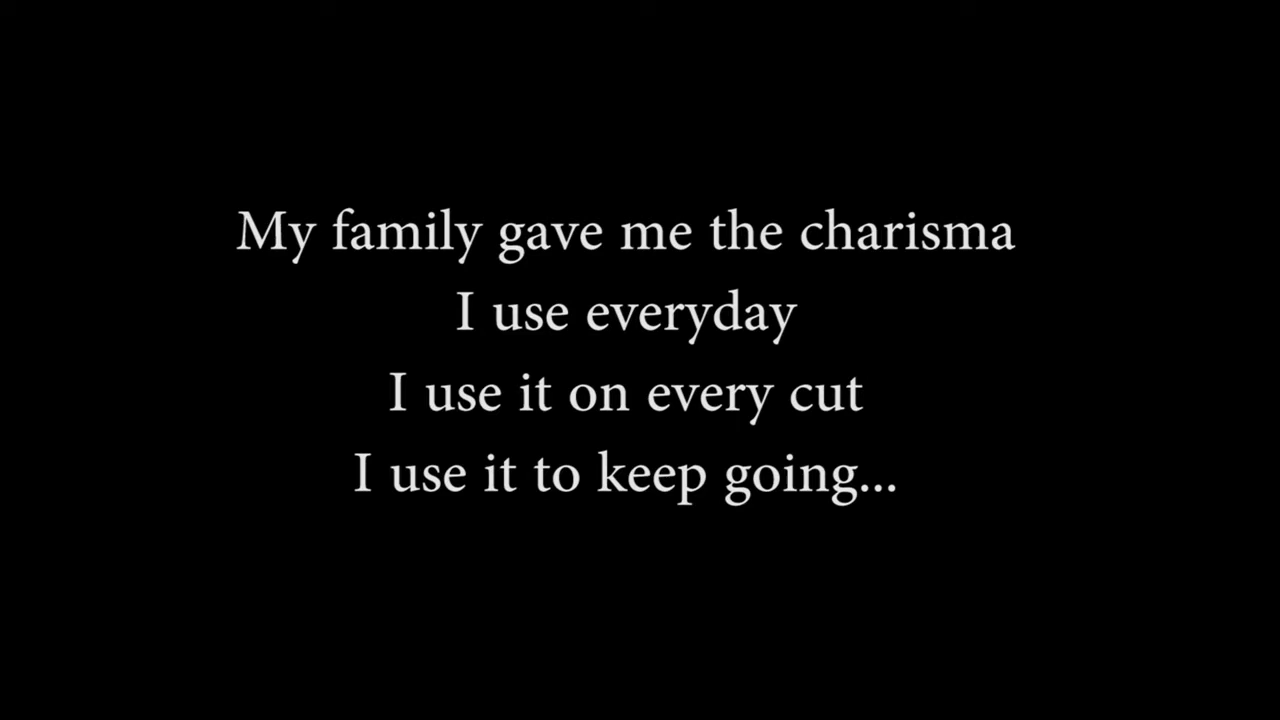 My family gave me the charisma
I use everyday
I use it on every cut
I use it to keep going...